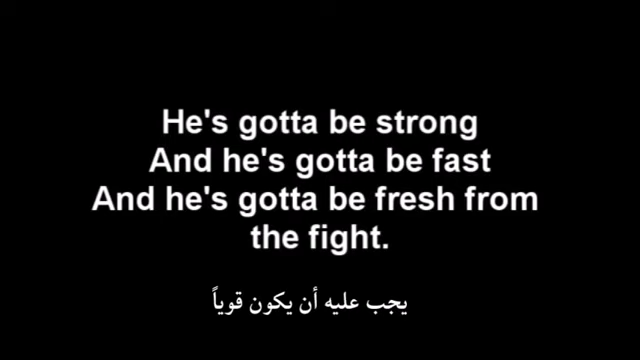 He's gotta be strong
And he's gotta be fast
And he's gotta be fresh from
the fight.
يجب عليه أن يكون قوياً